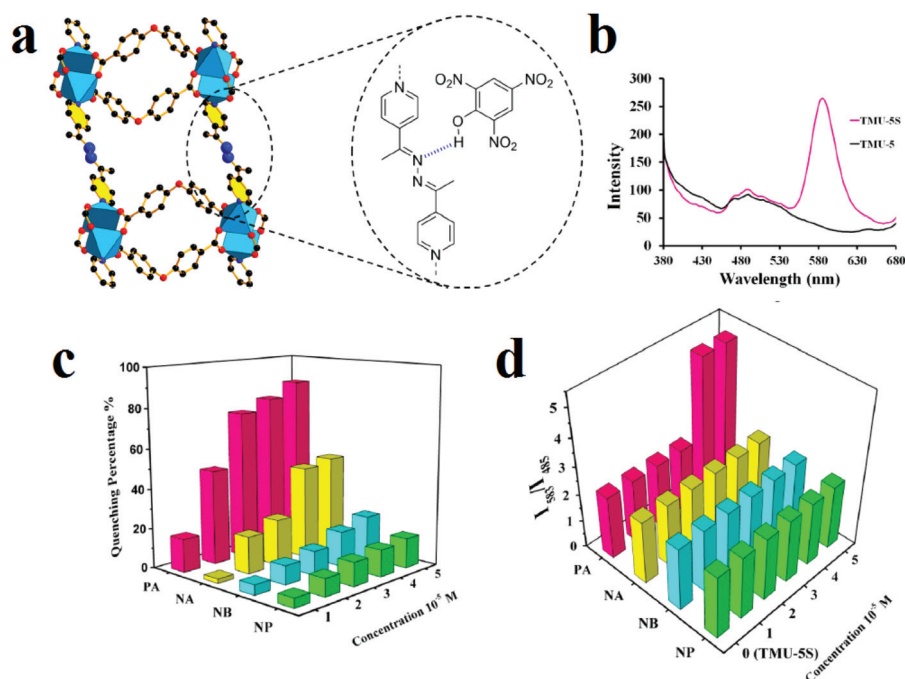 a
N
O₂N
NO₂
O
H
NO₂
N
N
N
b
300
250
200
150
100
50
0
Intensity
380
430
480
530
580
630
680
Wavelength (nm)
TMU-5S
TMU-5
c
100
80
60
40
20
0
Quenching Percentage %
PA
NA
NB
NP
1
2
3
4
5
Concentration 10⁻⁵ M
d
5
4
3
2
1
0
I₅₈₃/I₄₈₅
PA
NA
NB
NP
0 (TMU-5S)
1
2
3
4
5
Concentration 10⁻⁵ M